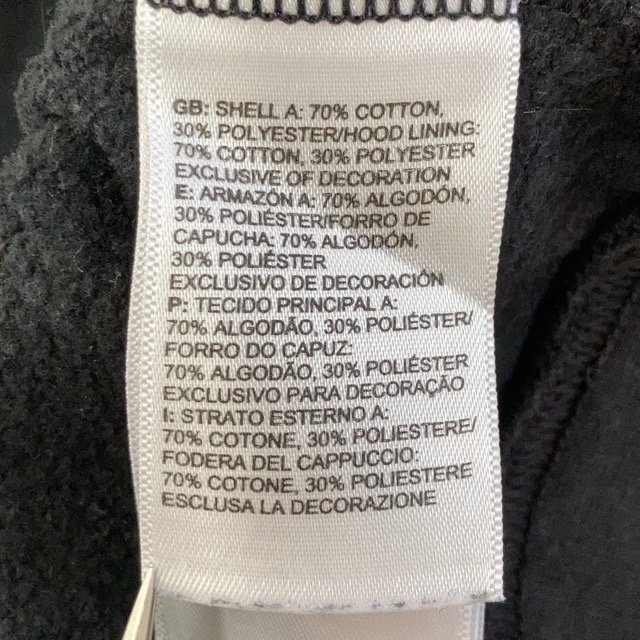 GB: SHELL A: 70% COTTON,
30% POLYESTER/HOOD LINING:
70% COTTON, 30% POLYESTER
EXCLUSIVE OF DECORATION
E: ARMAZÓN A: 70% ALGODÓN,
30% POLIÉSTER/FORRO DE
CAPUCHA: 70% ALGODÓN,
30% POLIÉSTER
EXCLUSIVO DE DECORACIÓN
P: TECIDO PRINCIPAL A:
70% ALGODÃO, 30% POLIÉSTER/
FORRO DO CAPUZ:
70% ALGODÃO, 30% POLIÉSTER
EXCLUSIVO PARA DECORAÇÃO
I: STRATO ESTERNO A:
70% COTONE, 30% POLIESTERE/
FODERA DEL CAPPUCCIO:
70% COTONE, 30% POLIESTERE
ESCLUSA LA DECORAZIONE